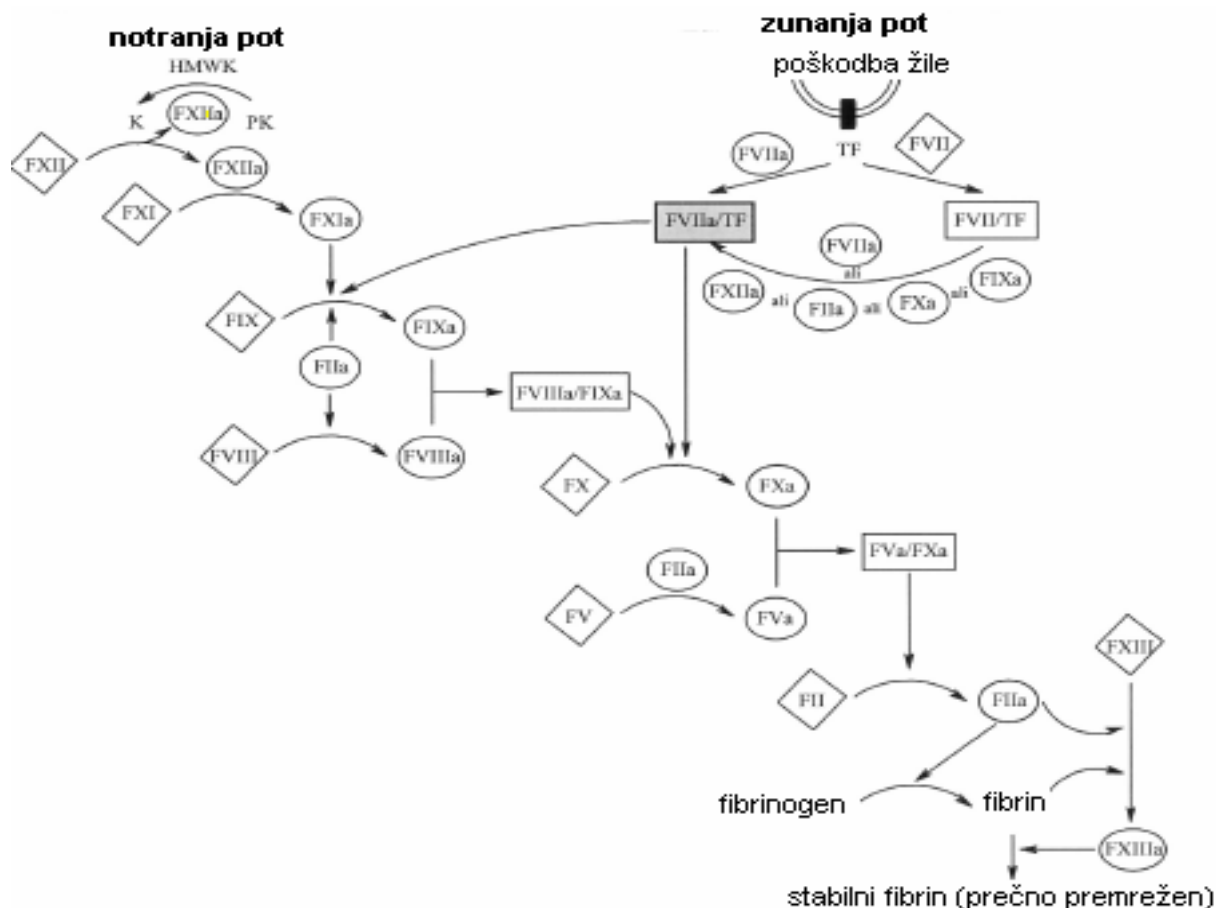 notranja pot
zunanja pot
HMWK
poškodba žile
FXIIa
K
PK
TF
FVIIa
FVII
FXII
FXIIa
FXI
FXIa
FVIIa/TF
FVII/TF
FVIIa
ali
FXIIa
ali
FIIa
ali
FXa
ali
FIXa
FIX
FIXa
FIIa
FVIIIa/FIXa
FVIII
FVIIIa
FX
FXa
FIIa
FVa/FXa
FV
FVa
FXIII
FII
FIIa
fibrinogen
fibrin
FXIIIa
stabilni fibrin (prečno premrežen)